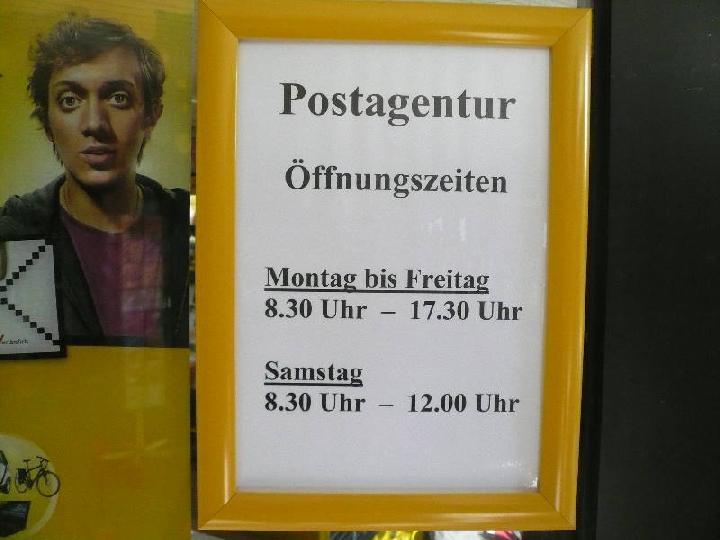 Postagentur
Öffnungszeiten
Montag bis Freitag
8.30 Uhr – 17.30 Uhr
Samstag
8.30 Uhr – 12.00 Uhr